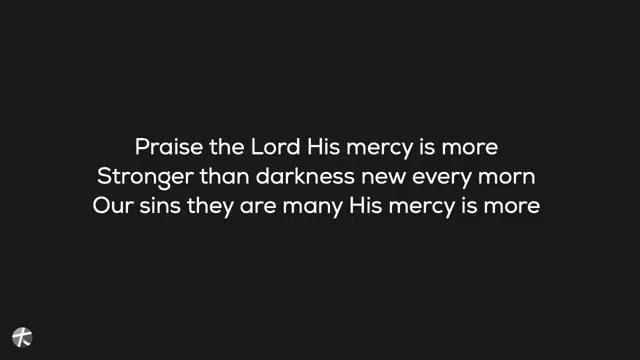 Praise the Lord His mercy is more
Stronger than darkness new every morn
Our sins they are many His mercy is more